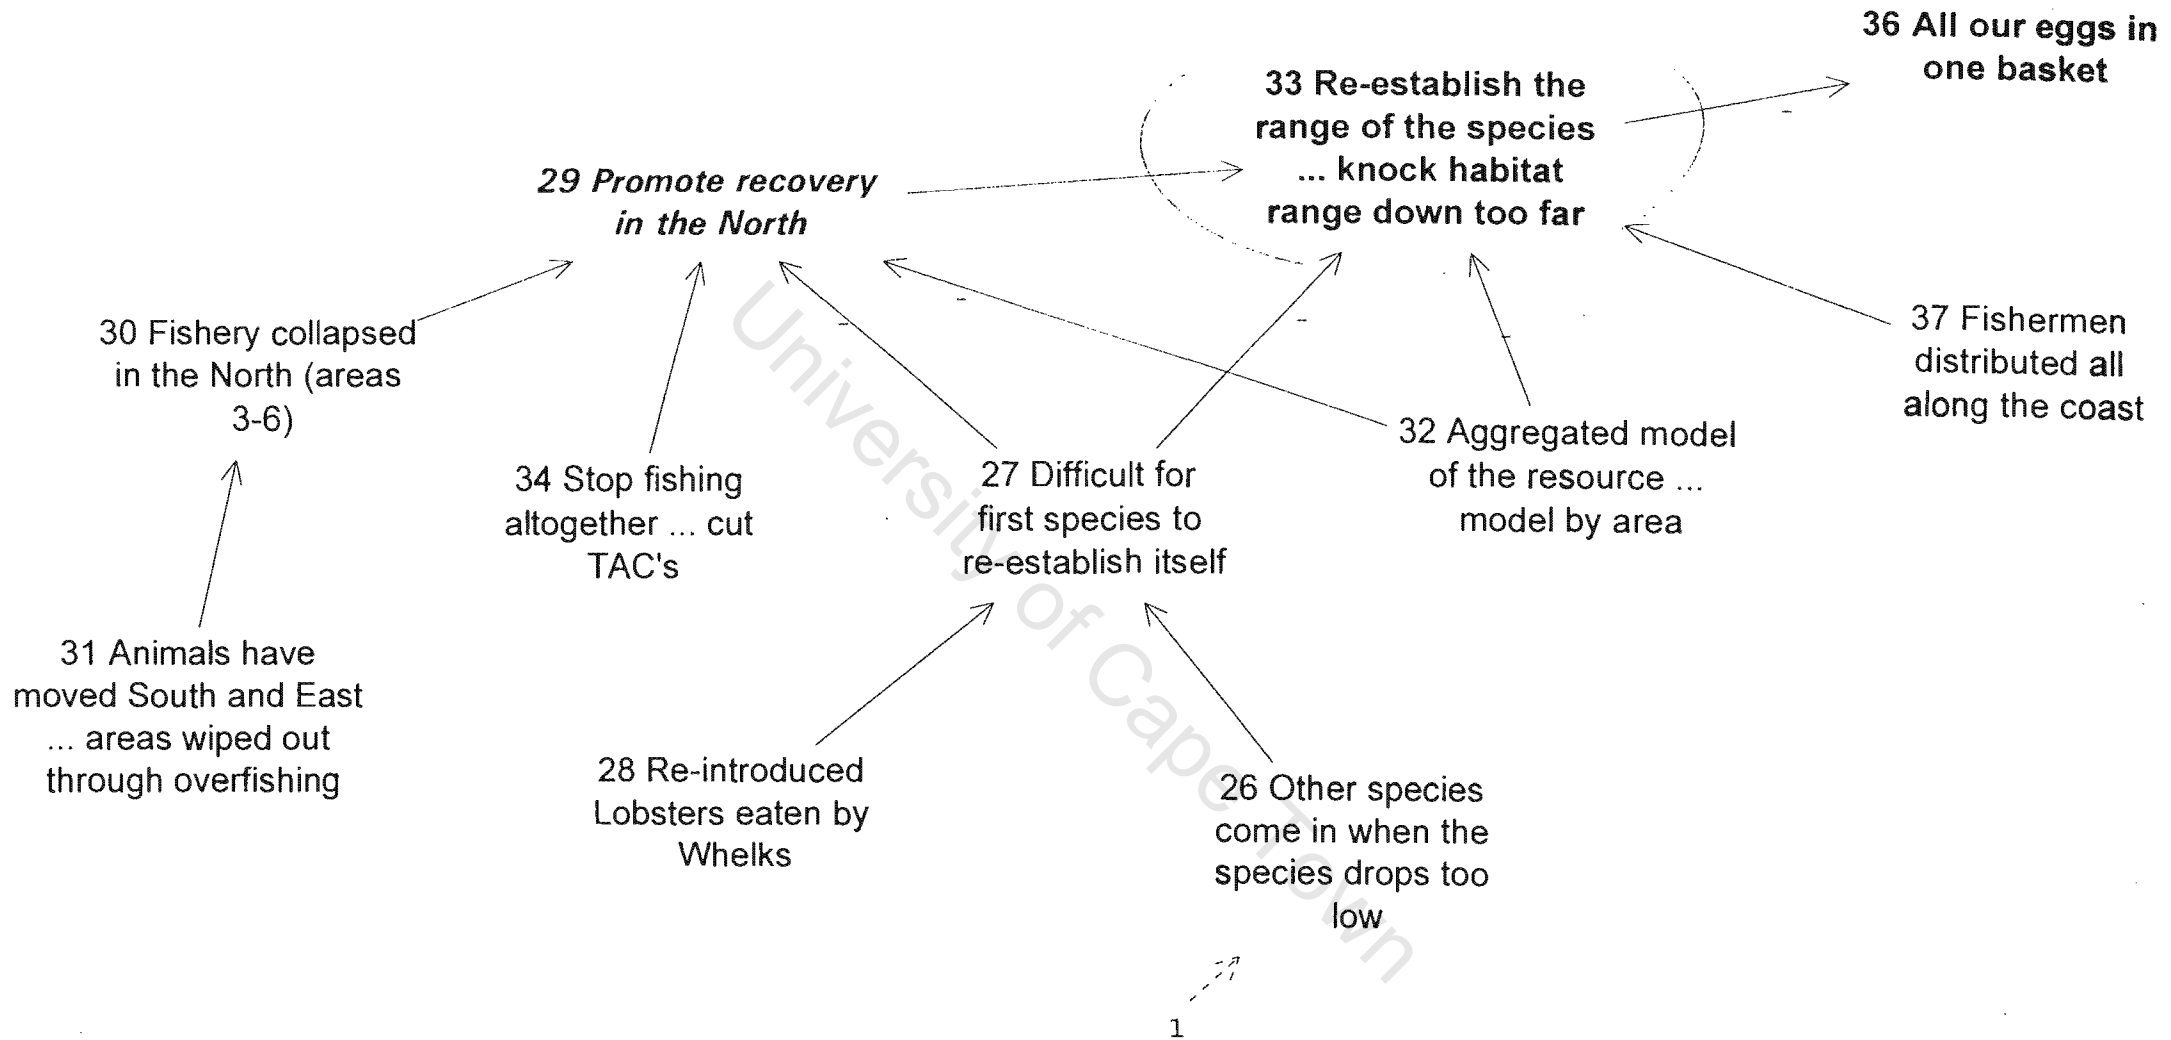 36 All our eggs in
one basket
33 Re-establish the
range of the species
... knock habitat
range down too far
29 Promote recovery
in the North
30 Fishery collapsed
in the North (areas
3-6)
37 Fishermen
distributed all
along the coast
32 Aggregated model
of the resource ...
model by area
34 Stop fishing
altogether ... cut
TAC's
27 Difficult for
first species to
re-establish itself
31 Animals have
moved South and East
... areas wiped out
through overfishing
28 Re-introduced
Lobsters eaten by
Whelks
26 Other species
come in when the
species drops too
low
1
University of Cape Town